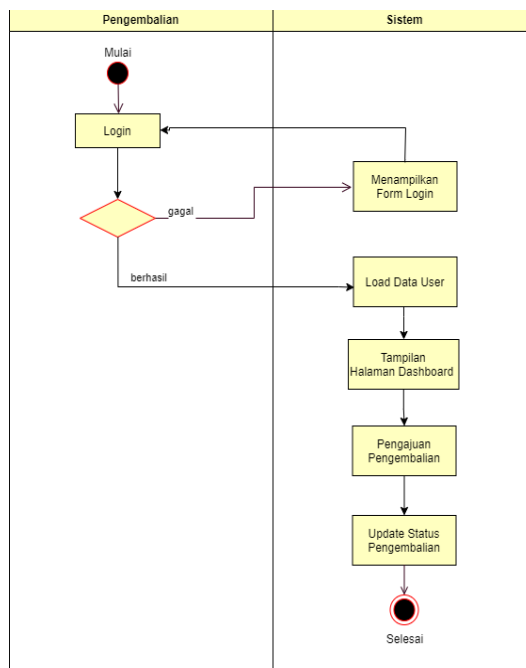 Pengembalian
Sistem
Mulai
Login
Menampilkan
Form Login
gagal
berhasil
Load Data User
Tampilan
Halaman Dashboard
Pengajuan
Pengembalian
Update Status
Pengembalian
Selesai